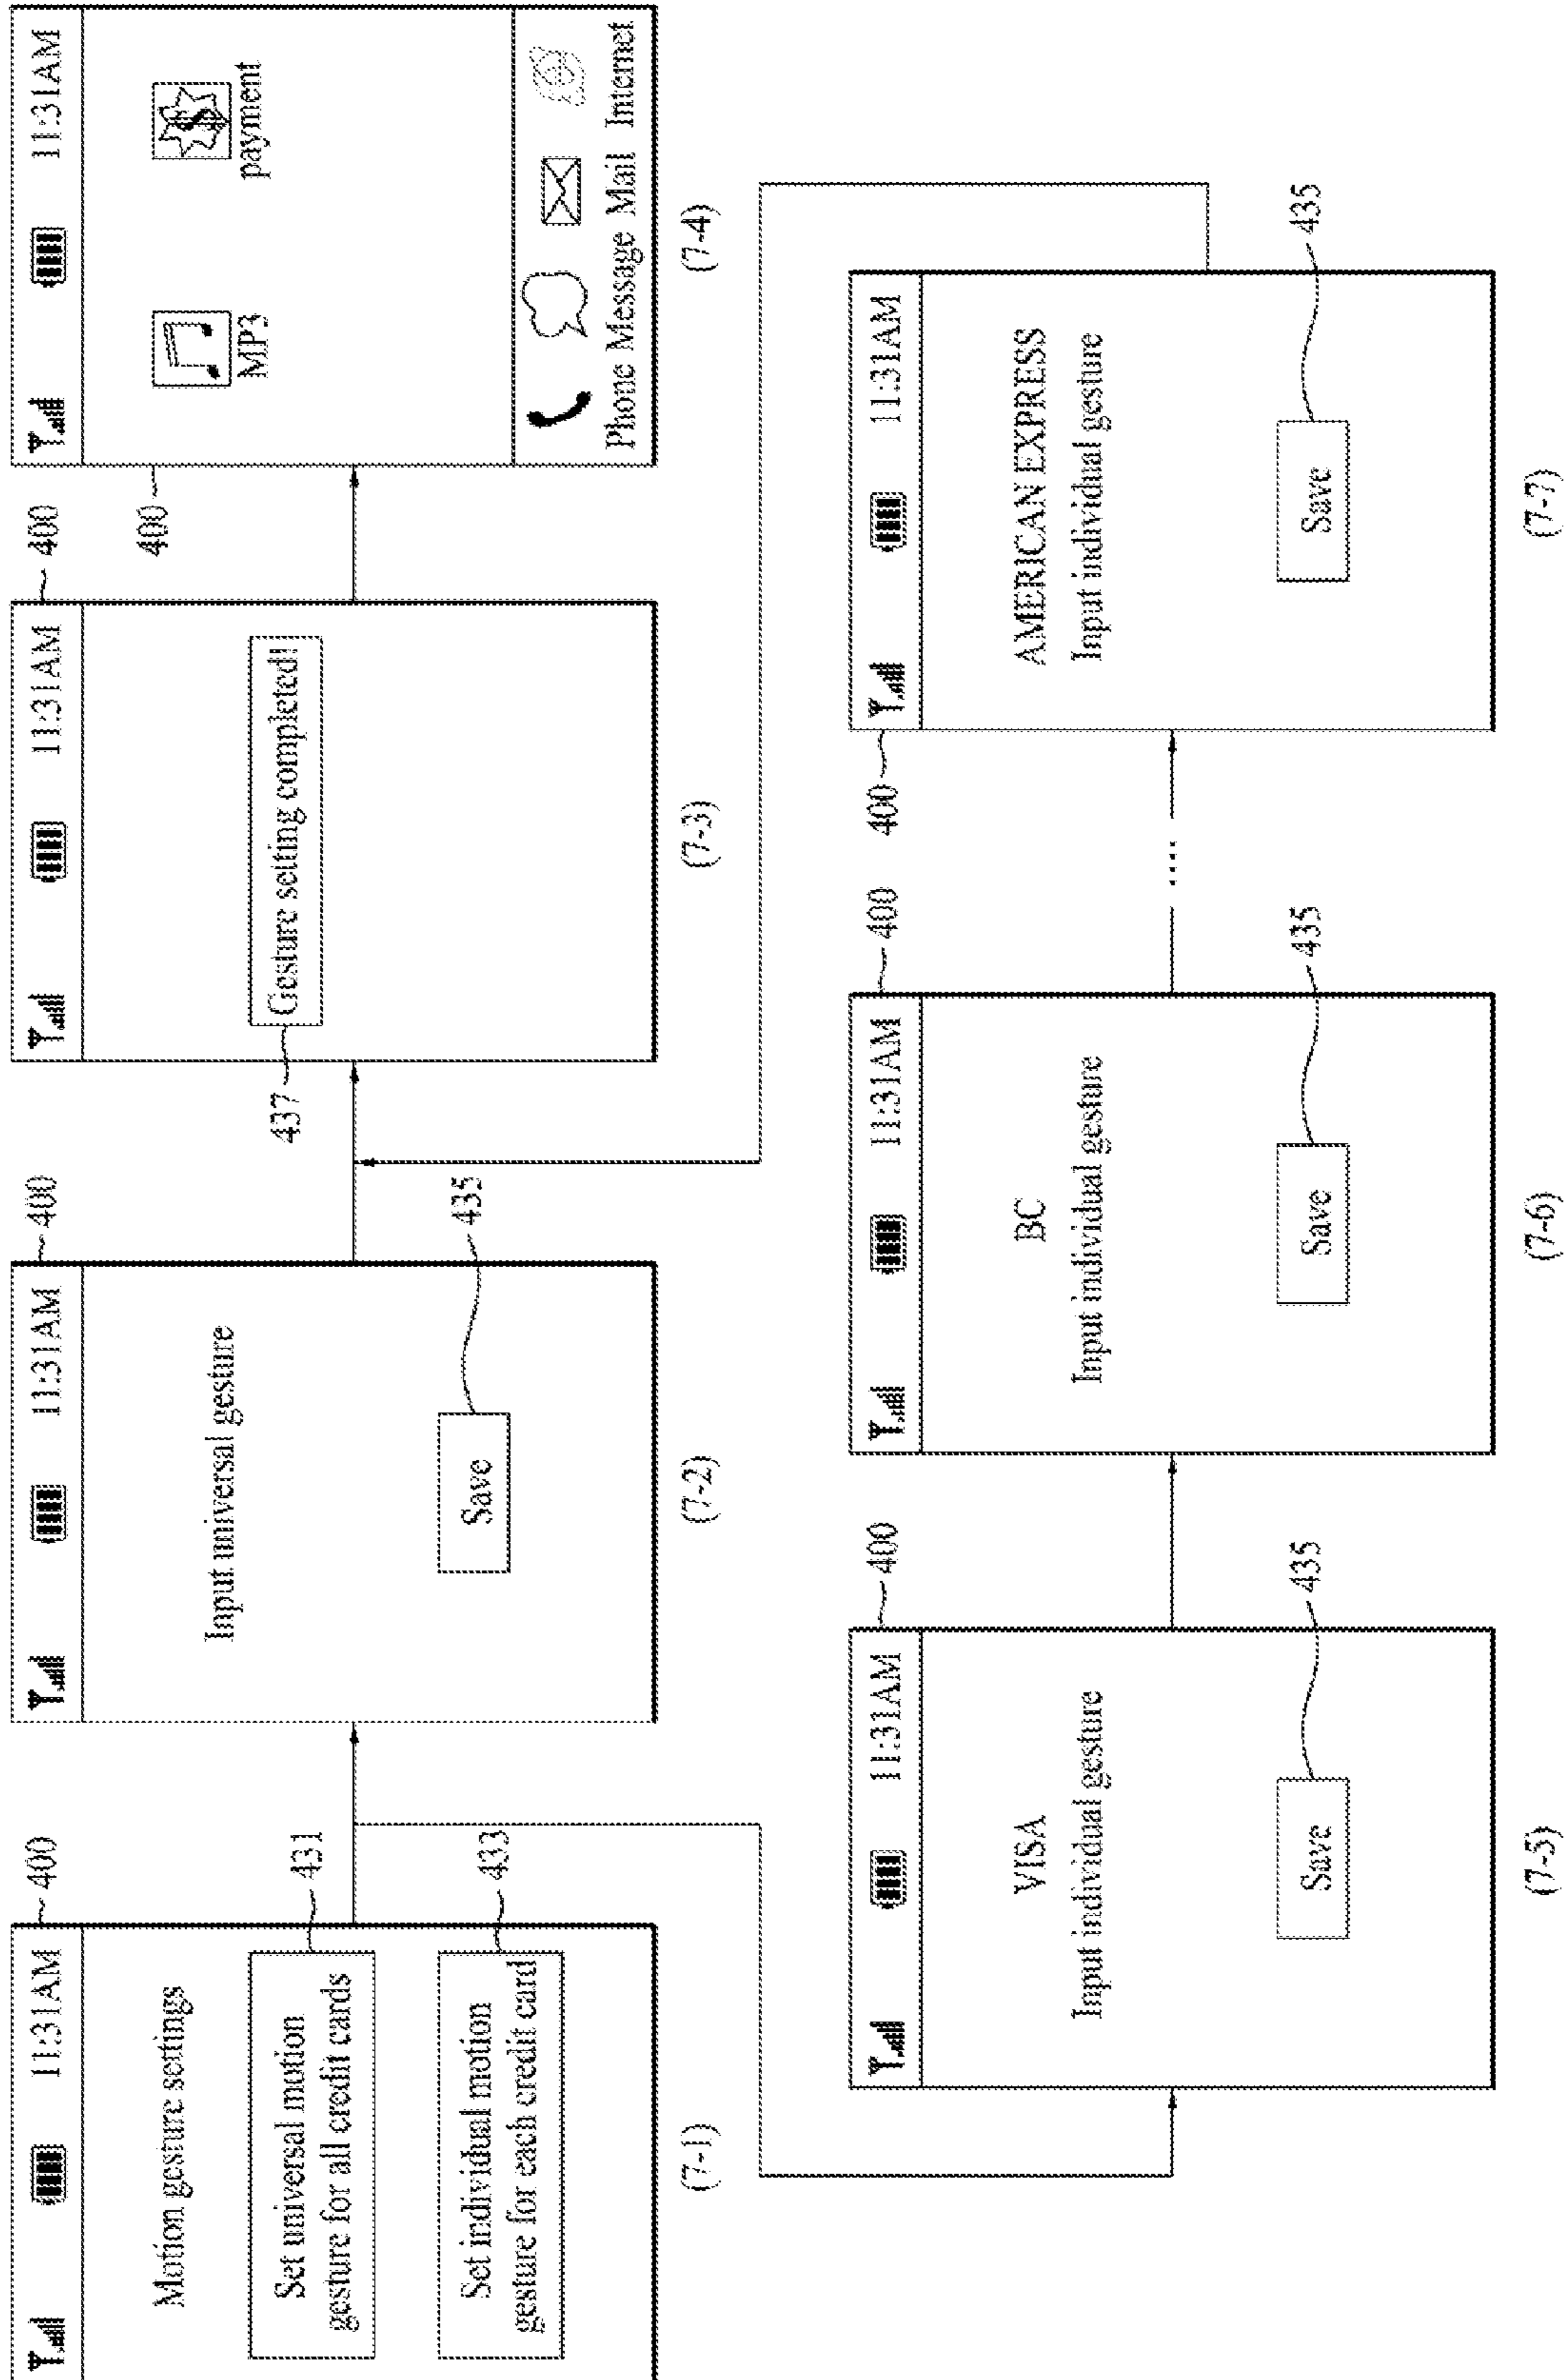 11:31AM
400
Motion gesture settings
Set universal motion
gesture for all credit cards
431
Set individual motion
gesture for each credit card
433
(7-1)
11:31AM
400
Input universal gesture
Save
435
(7-2)
11:31AM
400
Gesture setting completed!
437
(7-3)
11:31AM
400
MP3
payment
Phone Message Mail Internet
(7-4)
11:31AM
400
VISA
Input individual gesture
Save
435
(7-5)
11:31AM
400
BC
Input individual gesture
Save
435
(7-6)
....
11:31AM
400
AMERICAN EXPRESS
Input individual gesture
Save
435
(7-7)